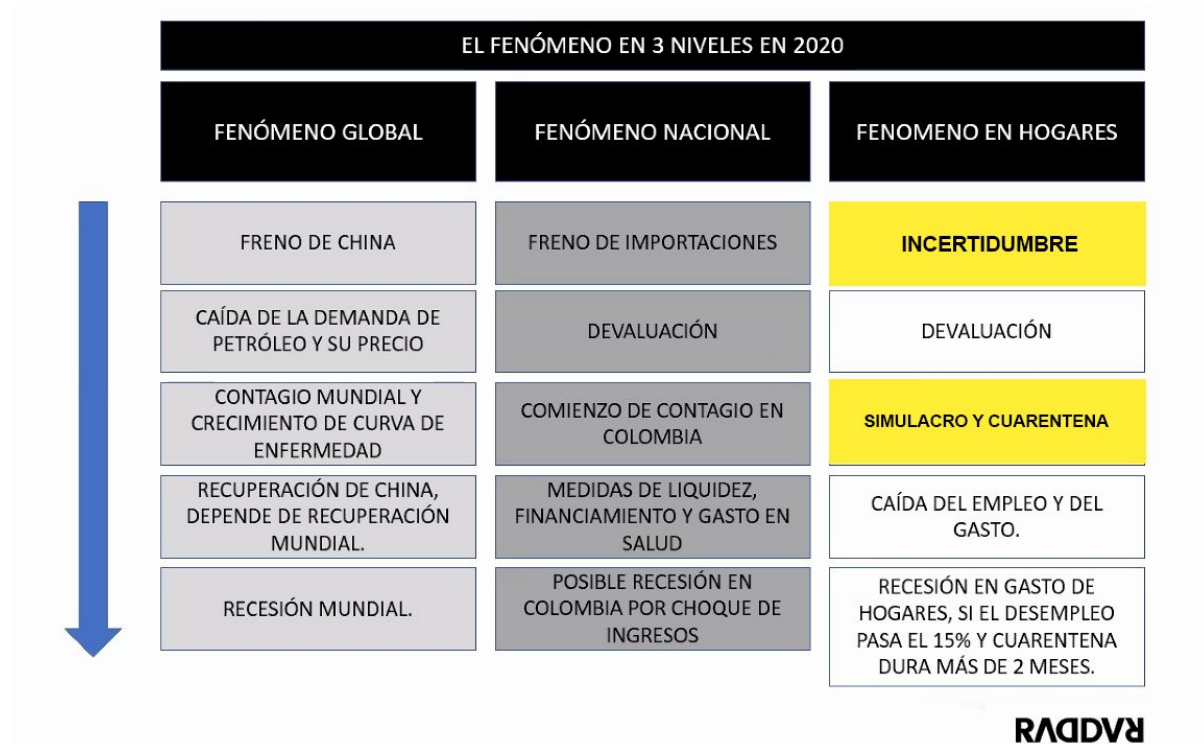 EL FENÓMENO EN 3 NIVELES EN 2020
FENÓMENO GLOBAL
FENÓMENO NACIONAL
FENOMENO EN HOGARES
FRENO DE CHINA
FRENO DE IMPORTACIONES
INCERTIDUMBRE
CAÍDA DE LA DEMANDA DE
PETRÓLEO Y SU PRECIO
DEVALUACIÓN
DEVALUACIÓN
CONTAGIO MUNDIAL Y
CRECIMIENTO DE CURVA DE
ENFERMEDAD
COMIENZO DE CONTAGIO EN
COLOMBIA
SIMULACRO Y CUARENTENA
RECUPERACIÓN DE CHINA,
DEPENDE DE RECUPERACIÓN
MUNDIAL.
MEDIDAS DE LIQUIDEZ,
FINANCIAMIENTO Y GASTO EN
SALUD
CAÍDA DEL EMPLEO Y DEL
GASTO.
RECESIÓN MUNDIAL.
POSIBLE RECESIÓN EN
COLOMBIA POR CHOQUE DE
INGRESOS
RECESIÓN EN GASTO DE
HOGARES, SI EL DESEMPLEO
PASA EL 15% Y CUARENTENA
DURA MÁS DE 2 MESES.
RADDAR